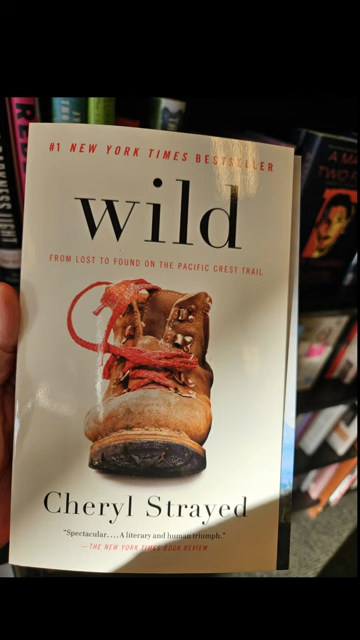 #1 NEW YORK TIMES BESTSELLER
wild
FROM LOST TO FOUND ON THE PACIFIC CREST TRAIL
Cheryl Strayed
"Spectacular. . . . A literary and human triumph."
—THE NEW YORK TIMES BOOK REVIEW